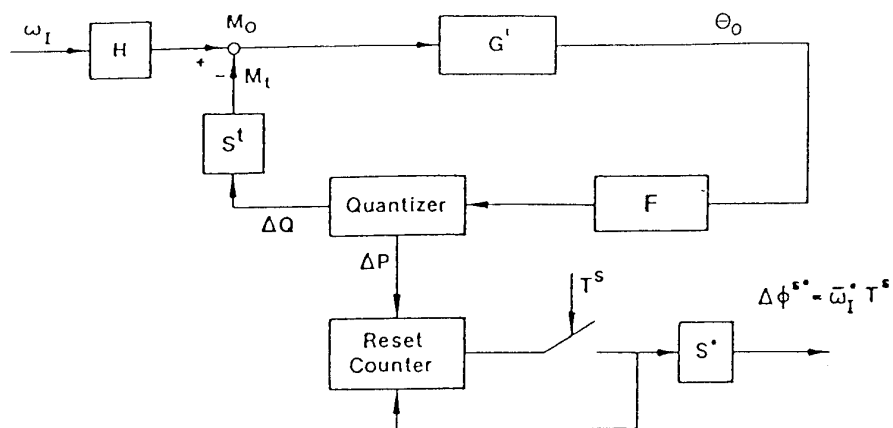 ω_I
H
M_O
+
-
M_t
G'
Θ_O
S^t
ΔQ
Quantizer
F
ΔP
T^S
Δφ^s• = ω̄_I^• T^s
Reset
Counter
S^•